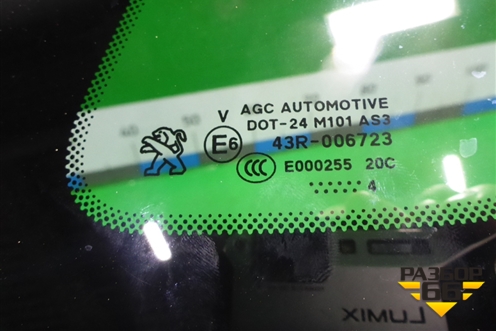 V AGC AUTOMOTIVE
DOT-24 M101 AS3
E6 43R-006723
CCC E000255 20C
4
РАЗБОР
66
LUMIX